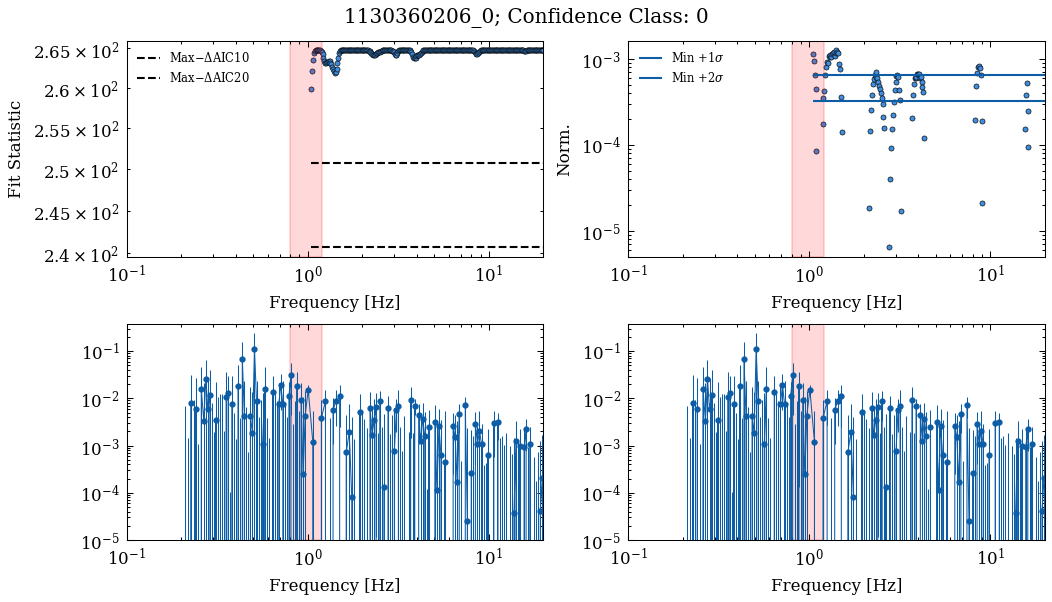 1130360206_0; Confidence Class: 0
Fit Statistic
2.65 × 10²
2.6 × 10²
2.55 × 10²
2.5 × 10²
2.45 × 10²
2.4 × 10²
Max−ΔAIC10
Max−ΔAIC20
10⁻¹ 10⁰ 10¹
Frequency [Hz]
Norm.
10⁻³
10⁻⁴
10⁻⁵
Min +1σ
Min +2σ
10⁻¹ 10⁰ 10¹
Frequency [Hz]
10⁻¹
10⁻²
10⁻³
10⁻⁴
10⁻⁵
10⁻¹ 10⁰ 10¹
Frequency [Hz]
10⁻¹
10⁻²
10⁻³
10⁻⁴
10⁻⁵
10⁻¹ 10⁰ 10¹
Frequency [Hz]